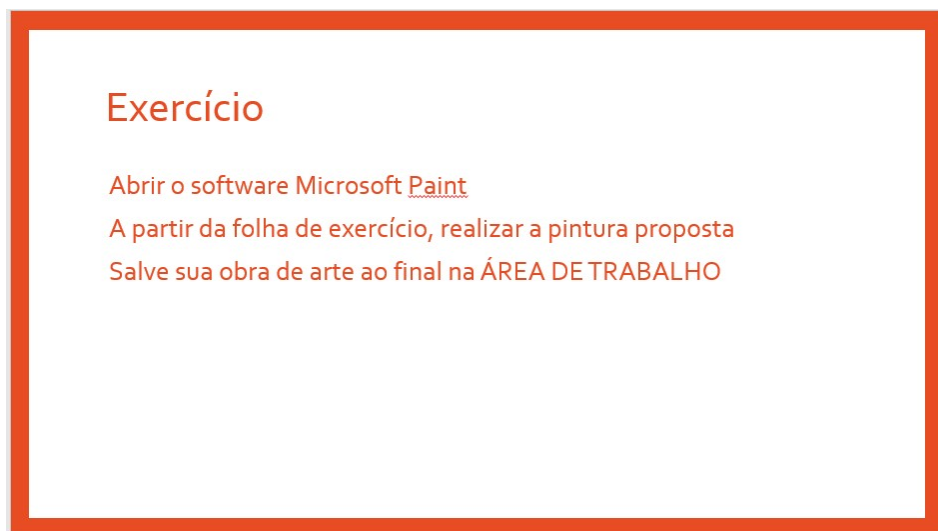 Exercício
Abrir o software Microsoft Paint
A partir da folha de exercício, realizar a pintura proposta
Salve sua obra de arte ao final na ÁREA DE TRABALHO